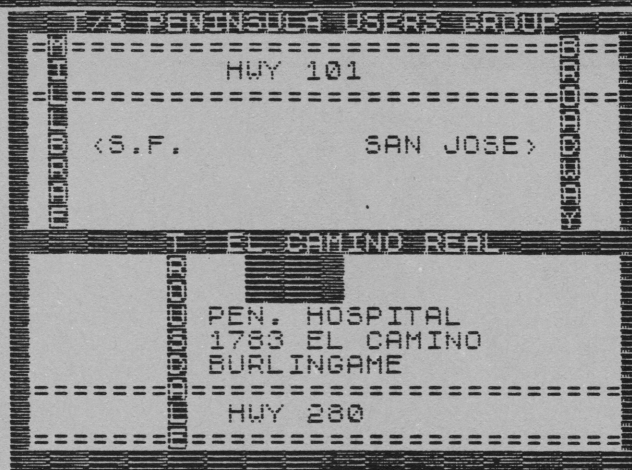 T/S PENINSULA USERS GROUP
MILLBRAE
HWY 101
BROADWAY
<S.F. SAN JOSE>
EL CAMINO REAL
TROUSDALE
PEN. HOSPITAL
1783 EL CAMINO
BURLINGAME
HWY 280